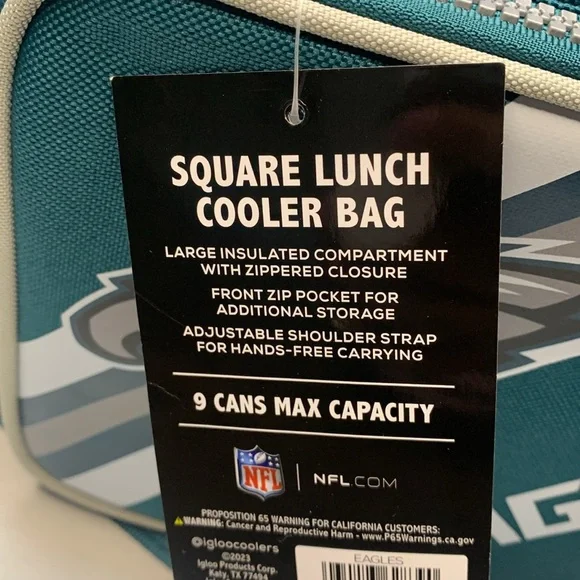 SQUARE LUNCH
COOLER BAG
LARGE INSULATED COMPARTMENT
WITH ZIPPERED CLOSURE
FRONT ZIP POCKET FOR
ADDITIONAL STORAGE
ADJUSTABLE SHOULDER STRAP
FOR HANDS-FREE CARRYING
9 CANS MAX CAPACITY
NFL
NFL.COM
PROPOSITION 65 WARNING FOR CALIFORNIA CUSTOMERS:
WARNING: Cancer and Reproductive Harm - www.P65Warnings.ca.gov
@igloocoolers
©2023
Igloo Products Corp.
Katy, TX 77494
EAGLES
AG